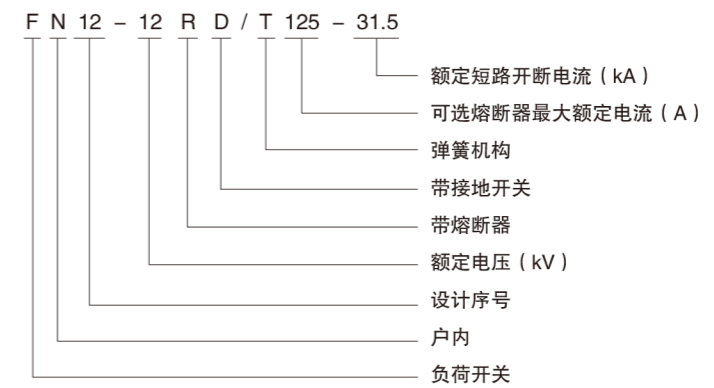 F N 12 – 12 R D / T 125 – 31.5
额定短路开断电流（kA）
可选熔断器最大额定电流（A）
弹簧机构
带接地开关
带熔断器
额定电压（kV）
设计序号
户内
负荷开关